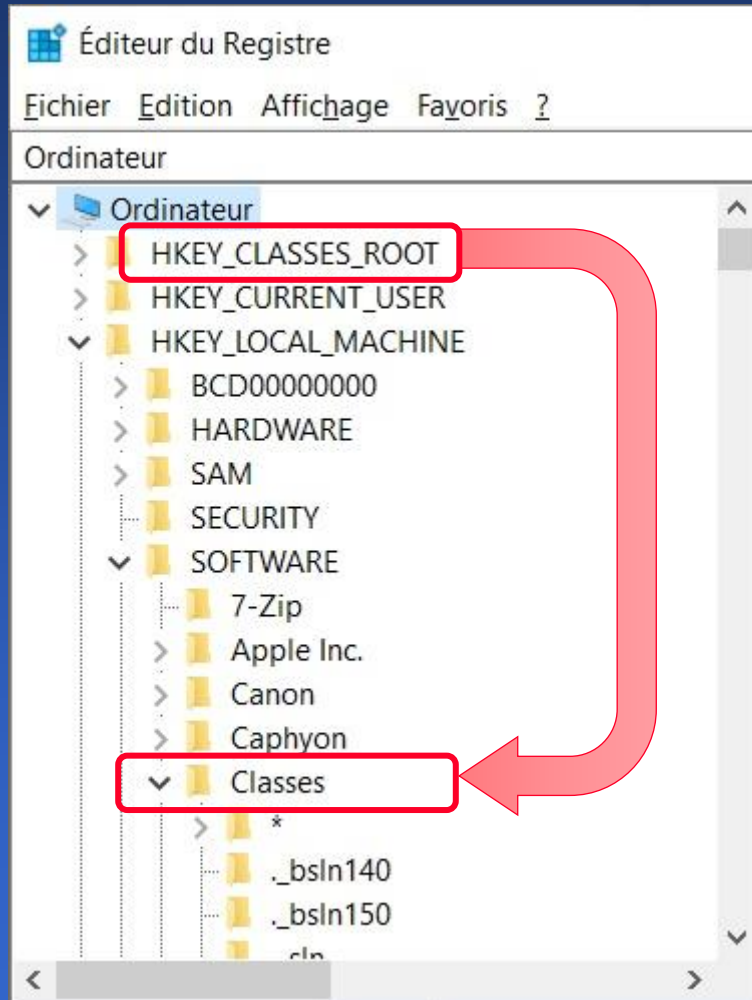 Éditeur du Registre
Fichier Edition Affichage Favoris ?
Ordinateur
Ordinateur
HKEY_CLASSES_ROOT
HKEY_CURRENT_USER
HKEY_LOCAL_MACHINE
BCD00000000
HARDWARE
SAM
SECURITY
SOFTWARE
7-Zip
Apple Inc.
Canon
Caphyon
Classes
*
._bsln140
._bsln150